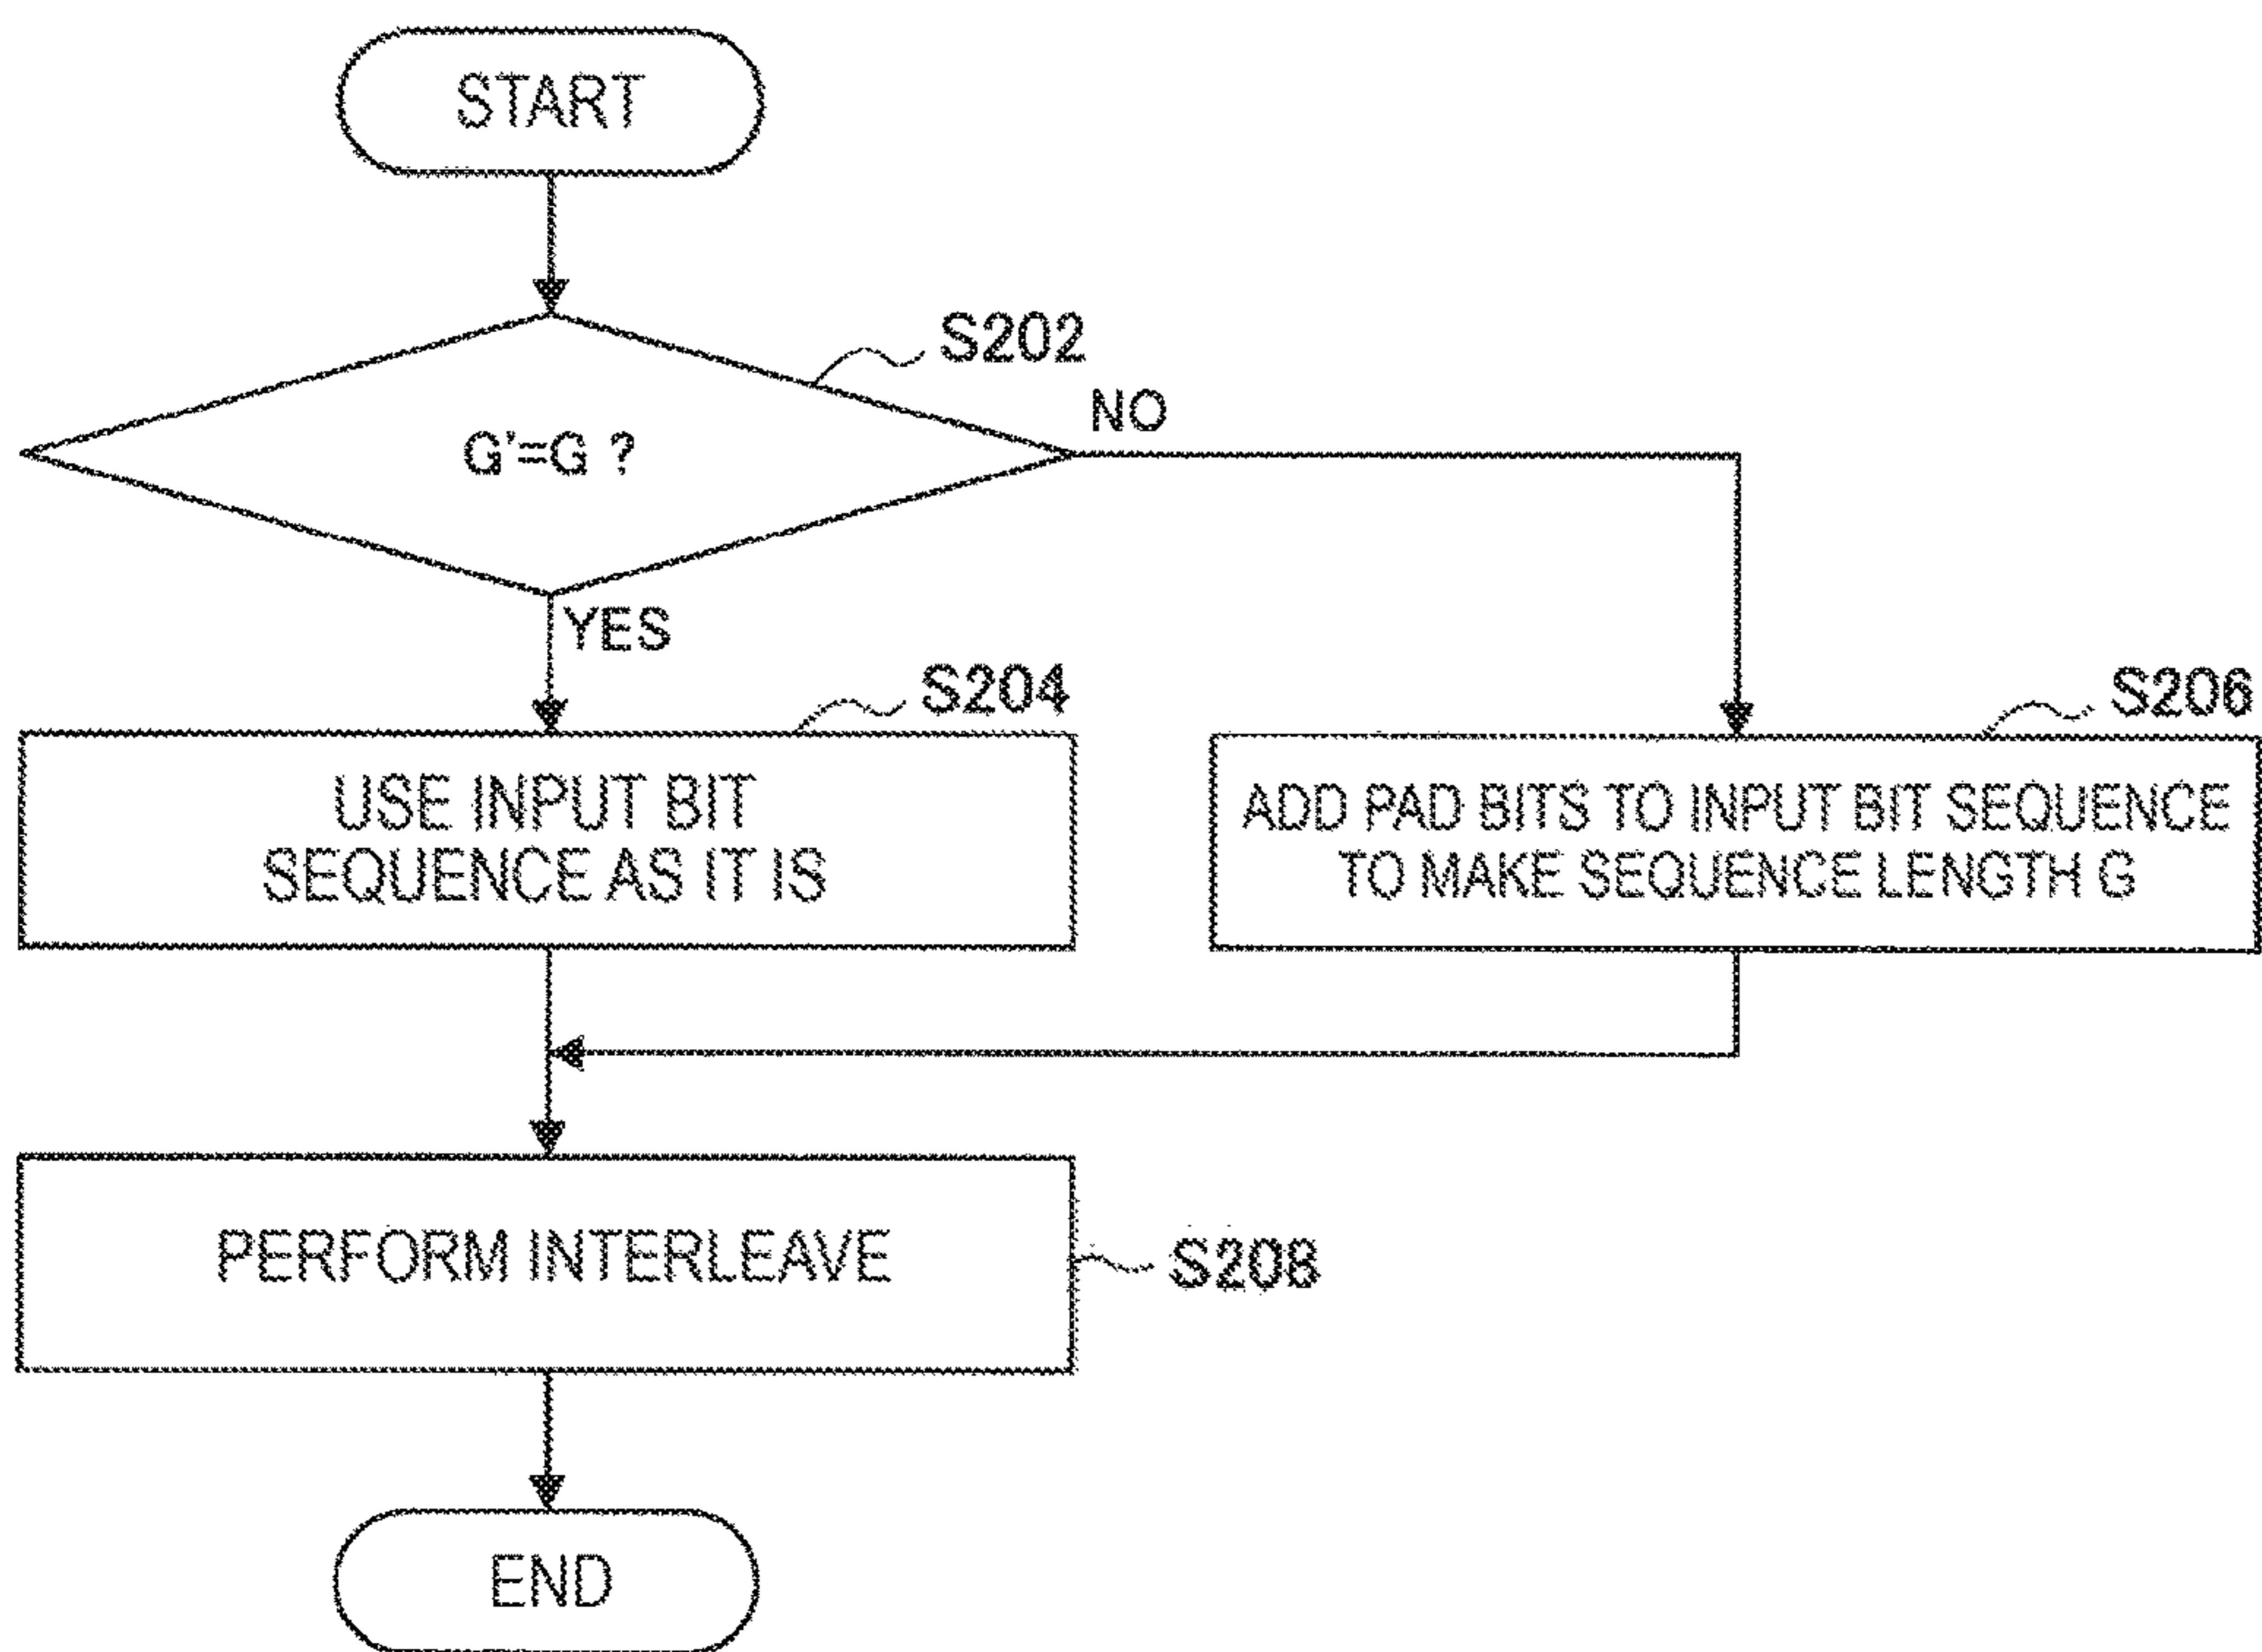 START
S202
G'=G ?
NO
YES
S204
USE INPUT BIT
SEQUENCE AS IT IS
S206
ADD PAD BITS TO INPUT BIT SEQUENCE
TO MAKE SEQUENCE LENGTH G
PERFORM INTERLEAVE
S208
END